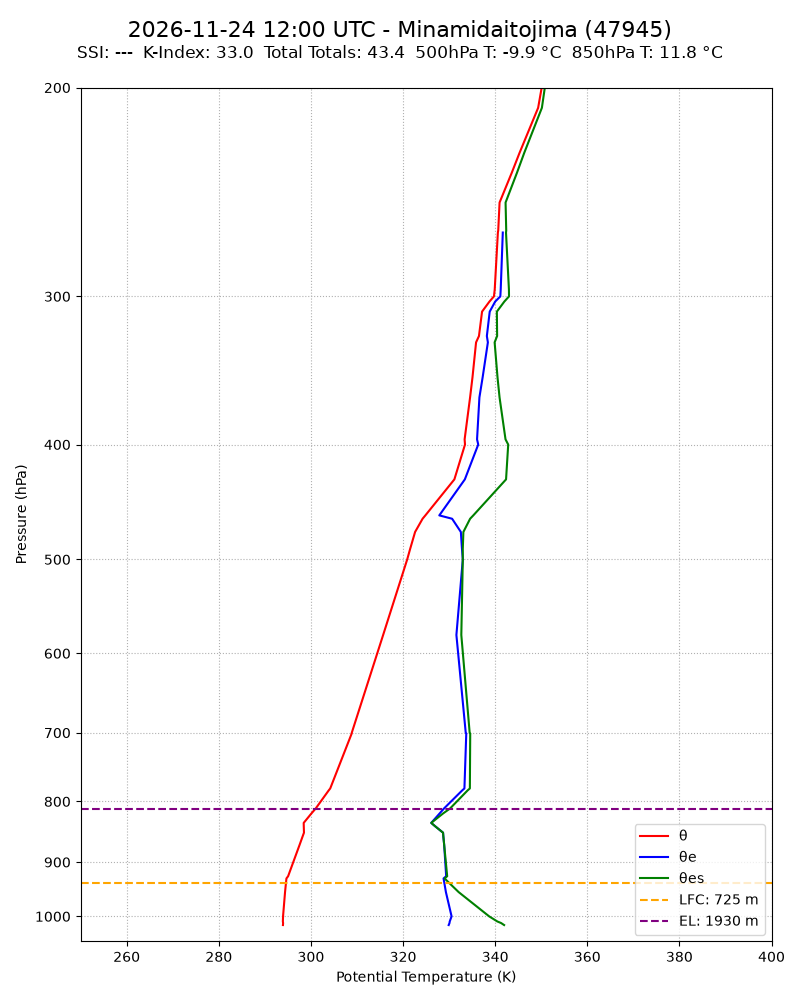 2026-11-24 12:00 UTC - Minamidaitojima (47945)
SSI: ---  K-Index: 33.0  Total Totals: 43.4  500hPa T: -9.9 °C  850hPa T: 11.8 °C
200
300
400
500
600
700
800
900
1000
Pressure (hPa)
260 280 300 320 340 360 380 400
Potential Temperature (K)
θ
θe
θes
LFC: 725 m
EL: 1930 m